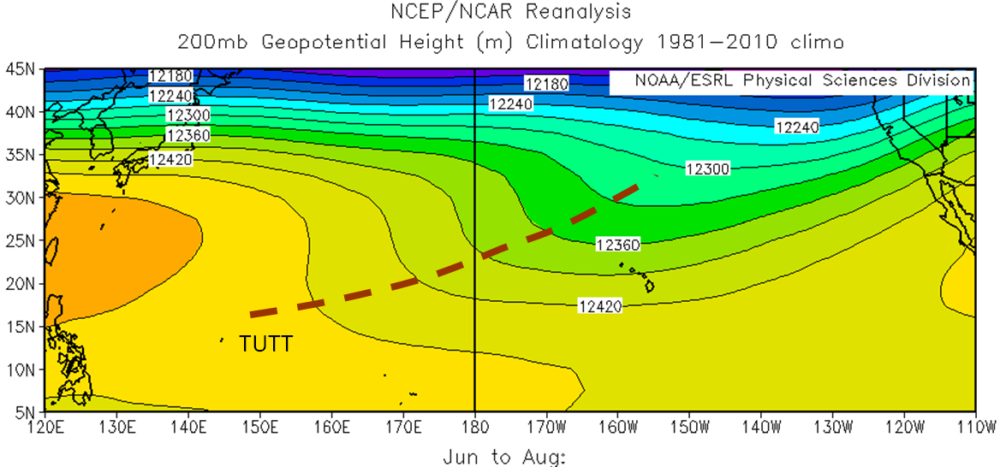 NCEP/NCAR Reanalysis
200mb Geopotential Height (m) Climatology 1981−2010 climo
NOAA/ESRL Physical Sciences Division
45N
12180
12180
12240
12240
40N
12300
12240
12360
35N
12420
12300
30N
25N
12360
20N
12420
15N
TUTT
10N
5N
120E 130E 140E 150E 160E 170E 180 170W 160W 150W 140W 130W 120W 110W
Jun to Aug: